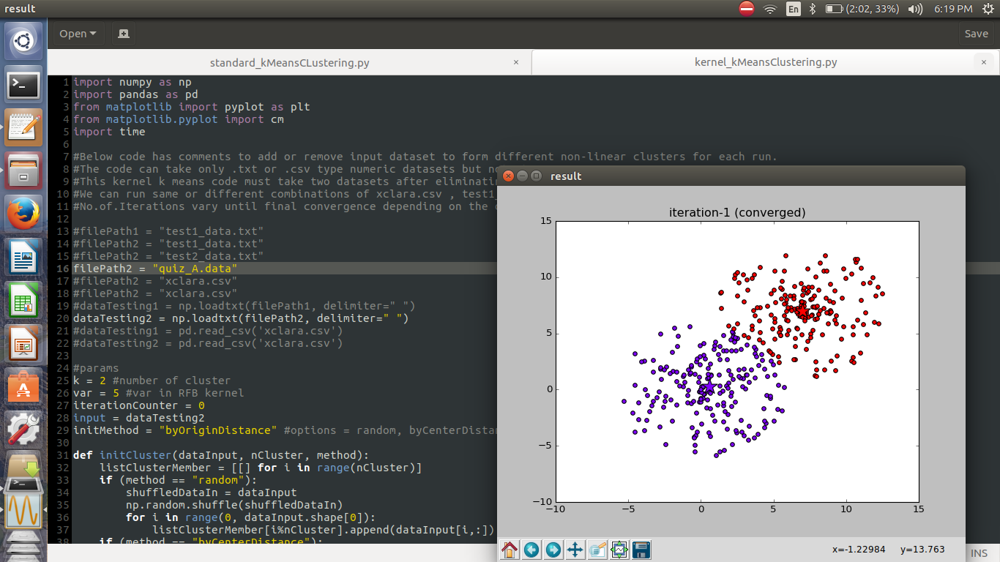 result
En
(2:02, 33%)
6:19 PM
Open
Save
standard_kMeansCLustering.py
×
kernel_kMeansClustering.py
×
1 import numpy as np
2 import pandas as pd
3 from matplotlib import pyplot as plt
4 from matplotlib.pyplot import cm
5 import time
6
7 #Below code has comments to add or remove input dataset to form different non-linear clusters for each run.
8 #The code can take only .txt or .csv type numeric datasets but
9 #This kernel k means code must take two datasets after
10 #We can run same or different combinations of xclara.csv ,
11 #No.of.Iterations vary until final convergence depending on the
12
13 #filePath1 = "test1_data.txt"
14 #filePath2 = "test1_data.txt"
15 #filePath2 = "test2_data.txt"
16 filePath2 = "quiz_A.data"
17 #filePath2 = "xclara.csv"
18 #filePath2 = "xclara.csv"
19 #dataTesting1 = np.loadtxt(filePath1, delimiter=" ")
20 dataTesting2 = np.loadtxt(filePath2, delimiter=" ")
21 #dataTesting1 = pd.read_csv('xclara.csv')
22 #dataTesting2 = pd.read_csv('xclara.csv')
23
24 #params
25 k = 2 #number of cluster
26 var = 5 #var in RFB kernel
27 iterationCounter = 0
28 input = dataTesting2
29 initMethod = "byOriginDistance" #options = random,
30
31 def initCluster(dataInput, nCluster, method):
32 listClusterMember = [[] for i in range(nCluster)]
33 if (method == "random"):
34 shuffledDataIn = dataInput
35 np.random.shuffle(shuffledDataIn)
36 for i in range(0, dataInput.shape[0]):
37 listClusterMember[i%nCluster].append(dataInput[i,:])
38 if (method == "byCenterDistance"):
result
iteration-1 (converged)
15
10
5
0
−5
−10
−10 −5 0 5 10 15
x=-1.22984 y=13.763
INS